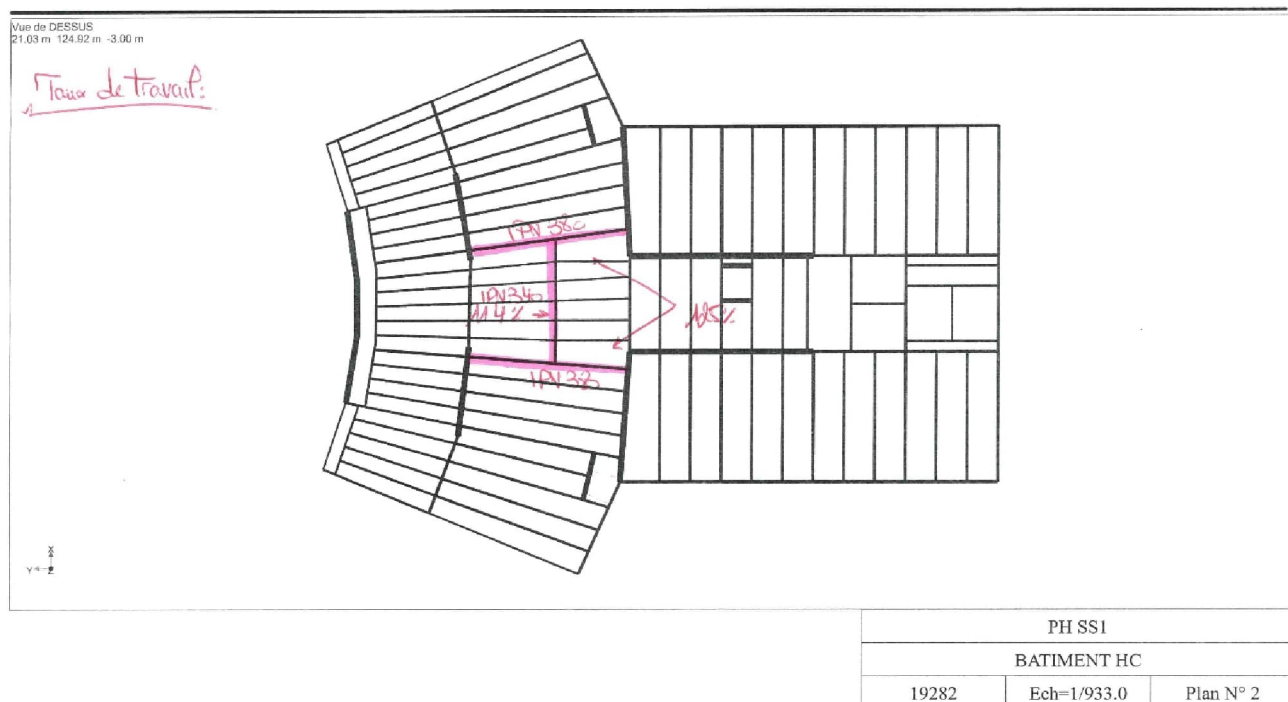 Vue de DESSUS
21.03 m 124.92 m -3.00 m
Taux de travail:
IPN 380
IPN 340
114% →
125%
IPN 380
X
Y Z
PH SS1
BATIMENT HC
19282 Ech=1/933.0 Plan N° 2